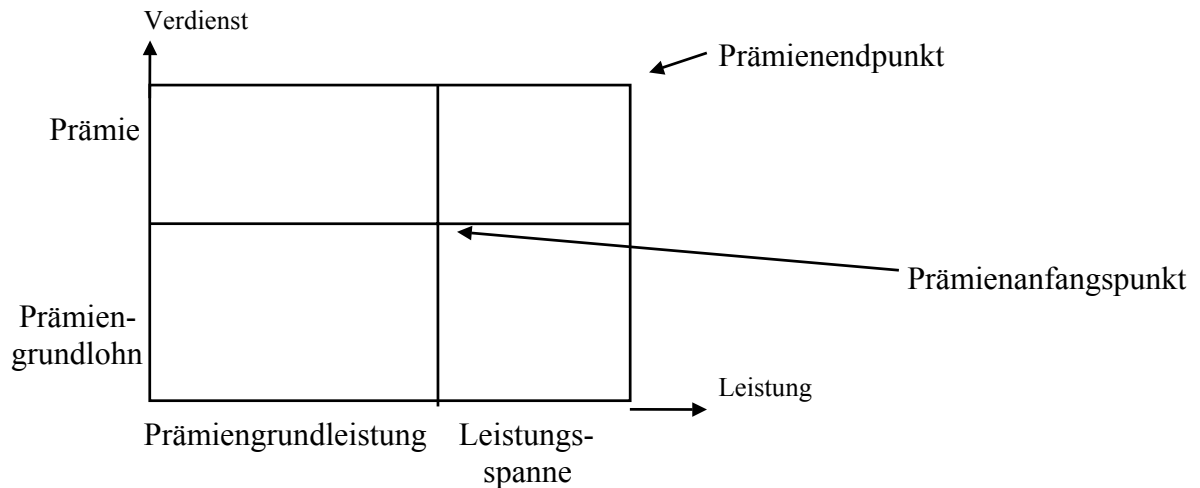 Verdienst
Prämienendpunkt
Prämie
Prämienanfangspunkt
Prämien-
grundlohn
Leistung
Prämiengrundleistung
Leistungs-
spanne